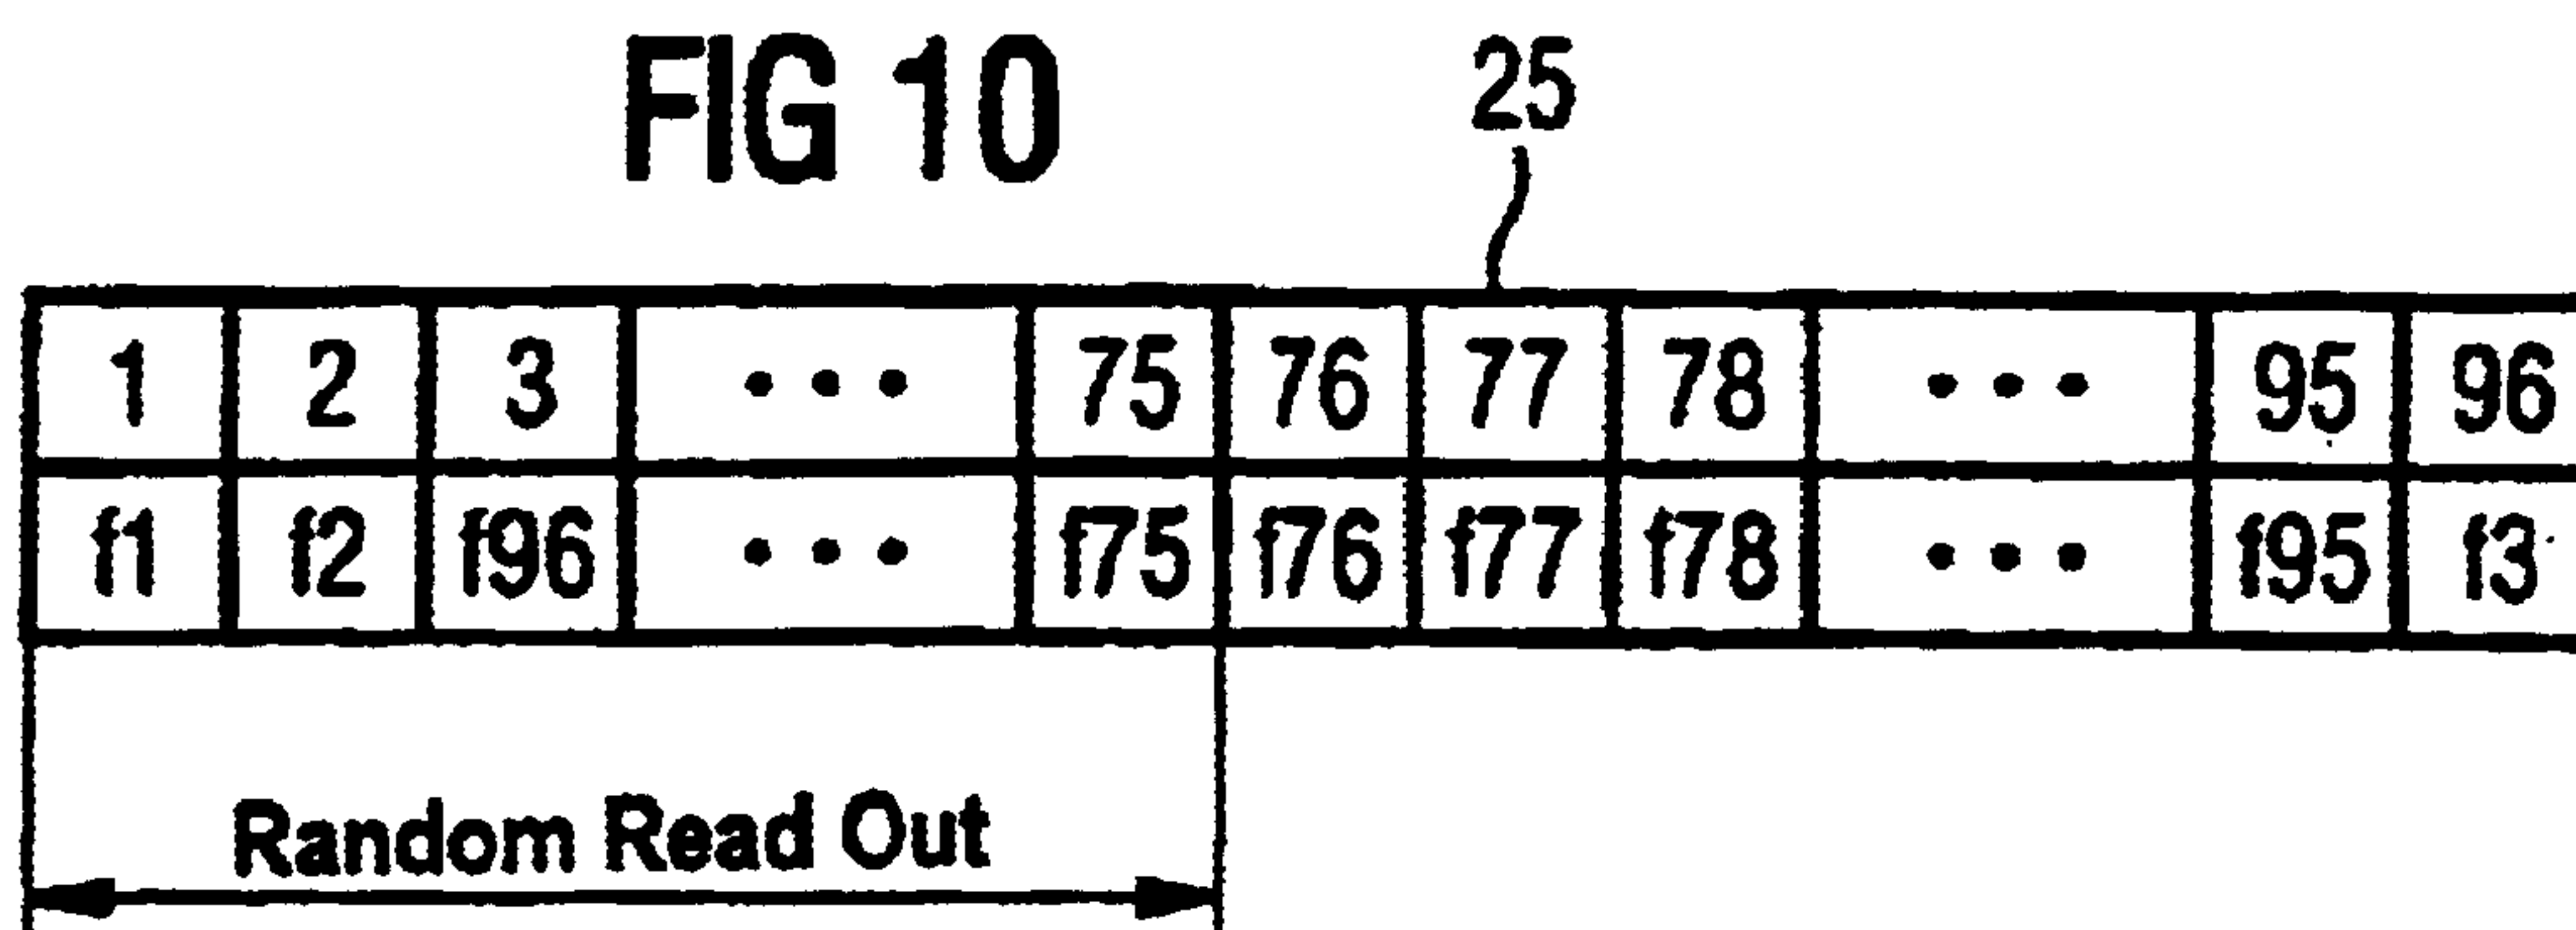 FIG 10
25
1 2 3 ... 75 76 77 78 ... 95 96
f1 f2 f96 ... f75 f76 f77 f78 ... f95 f3
Random Read Out